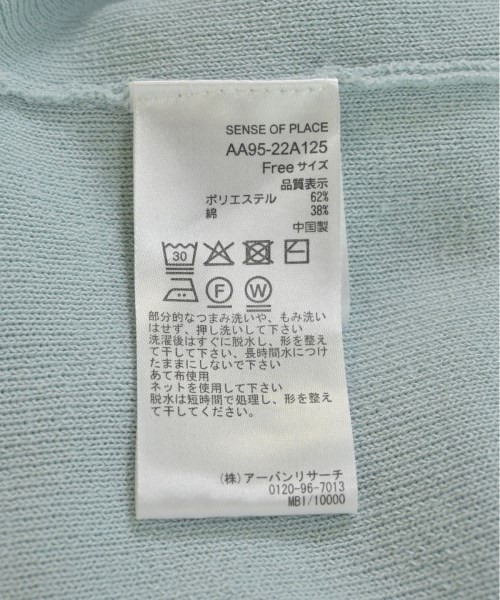 SENSE OF PLACE
AA95-22A125
Free サイズ
品質表示
ポリエステル 62%
綿 38%
中国製
30
F W
部分的なつまみ洗いや、もみ洗い
はせず、押し洗いして下さい
洗濯後はすぐに脱水し、形を整え
て干して下さい、長時間水につけ
たままにしないで下さい
あて布使用
ネットを使用して下さい
脱水は短時間で処理し、形を整え
て干してください。
(株) アーバンリサーチ
0120-96-7013
MBI/10000